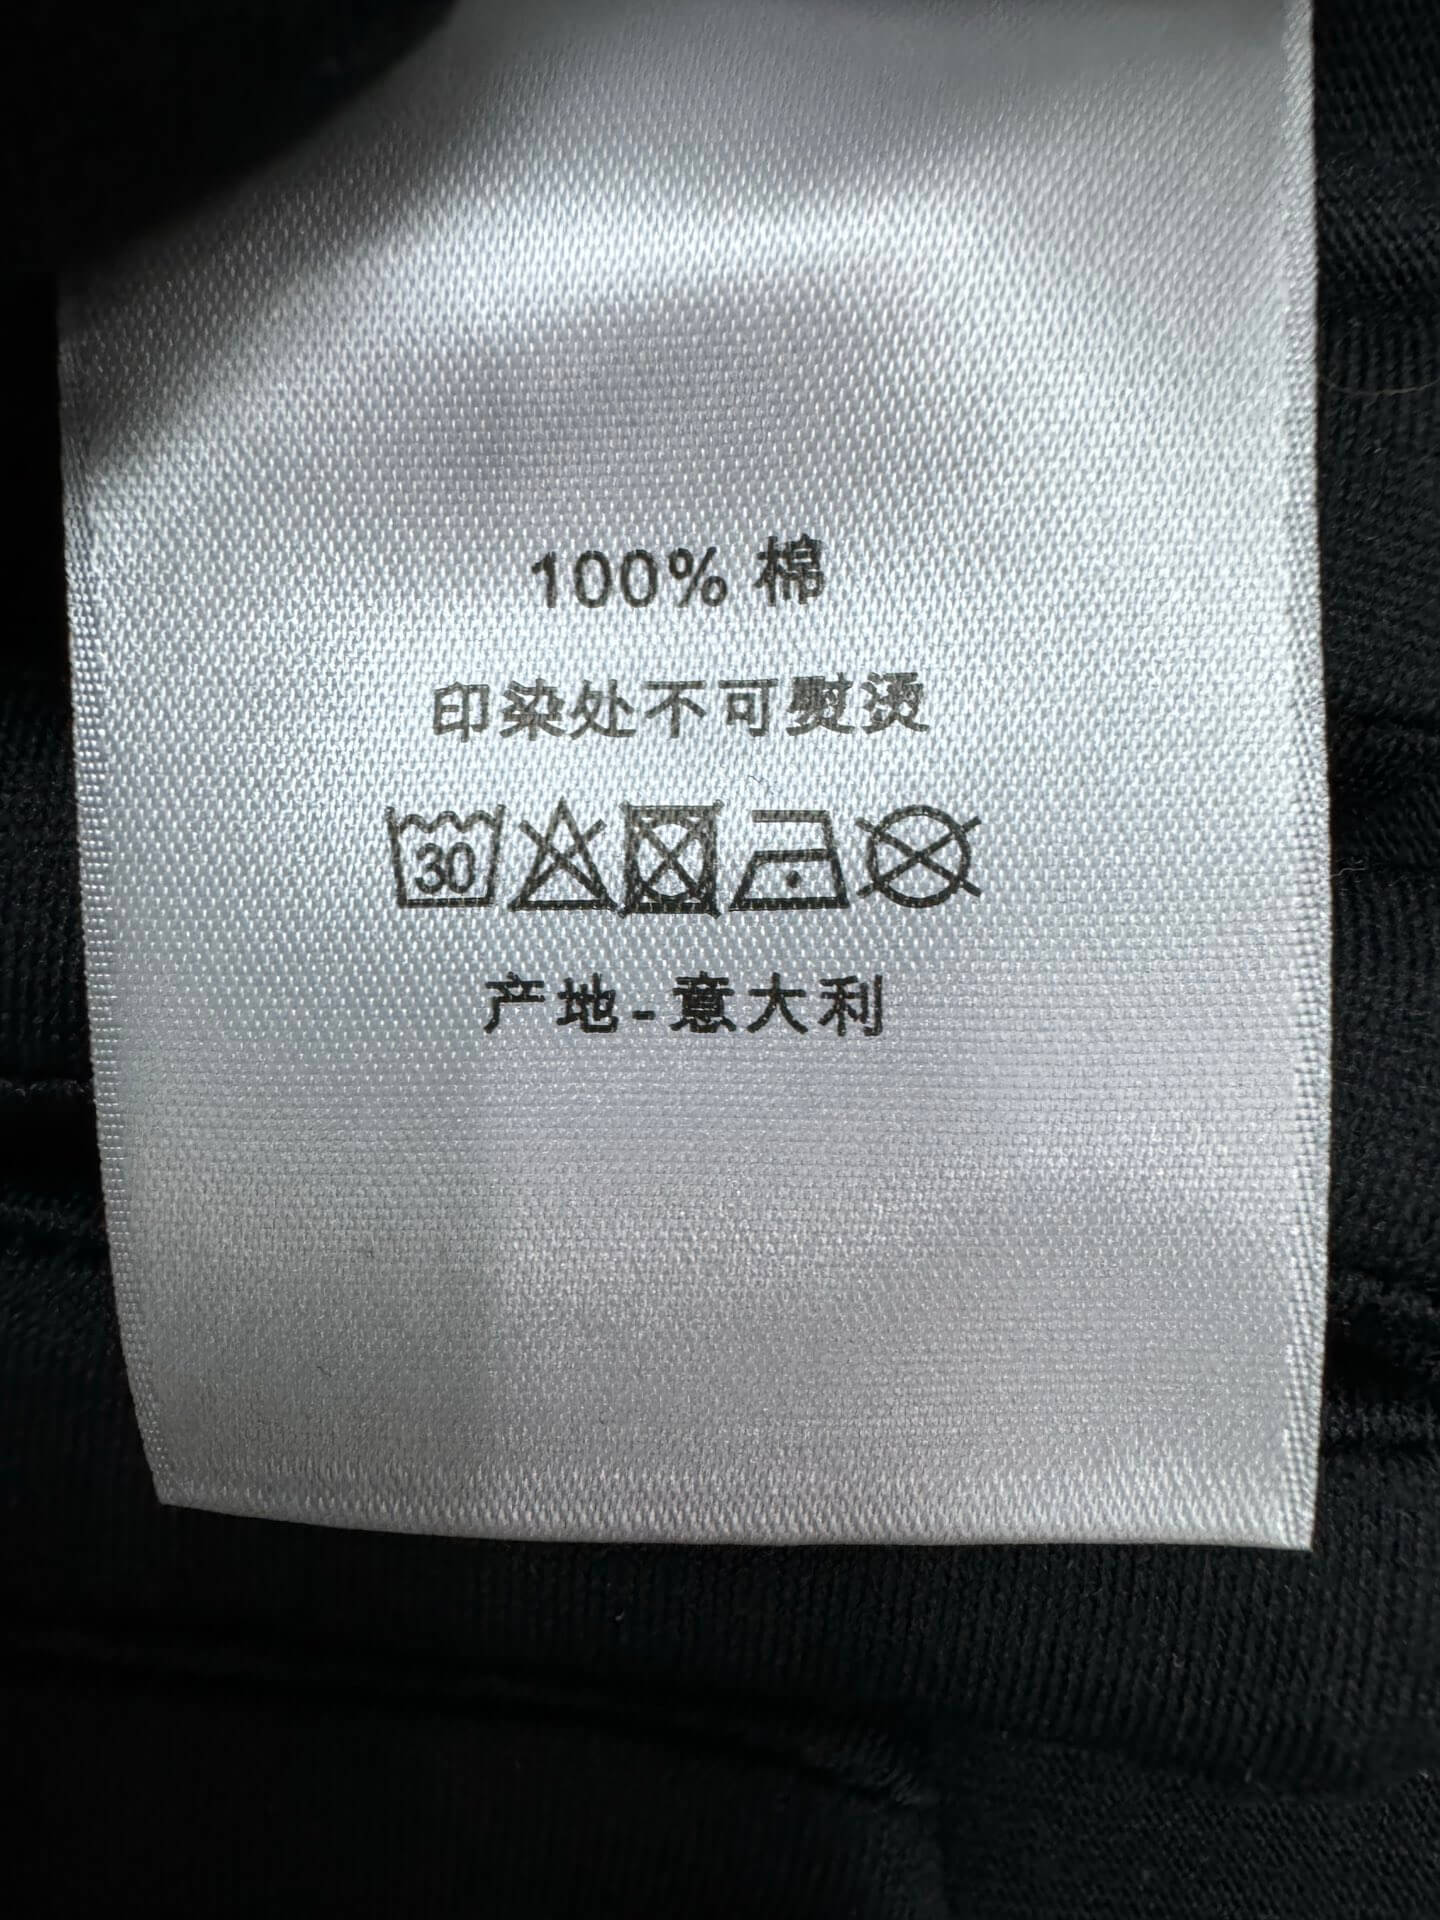 100% 棉
印染处不可熨烫
30
产地-意大利